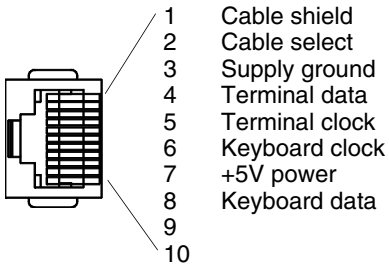 1 Cable shield
2 Cable select
3 Supply ground
4 Terminal data
5 Terminal clock
6 Keyboard clock
7 +5V power
8 Keyboard data
9
10